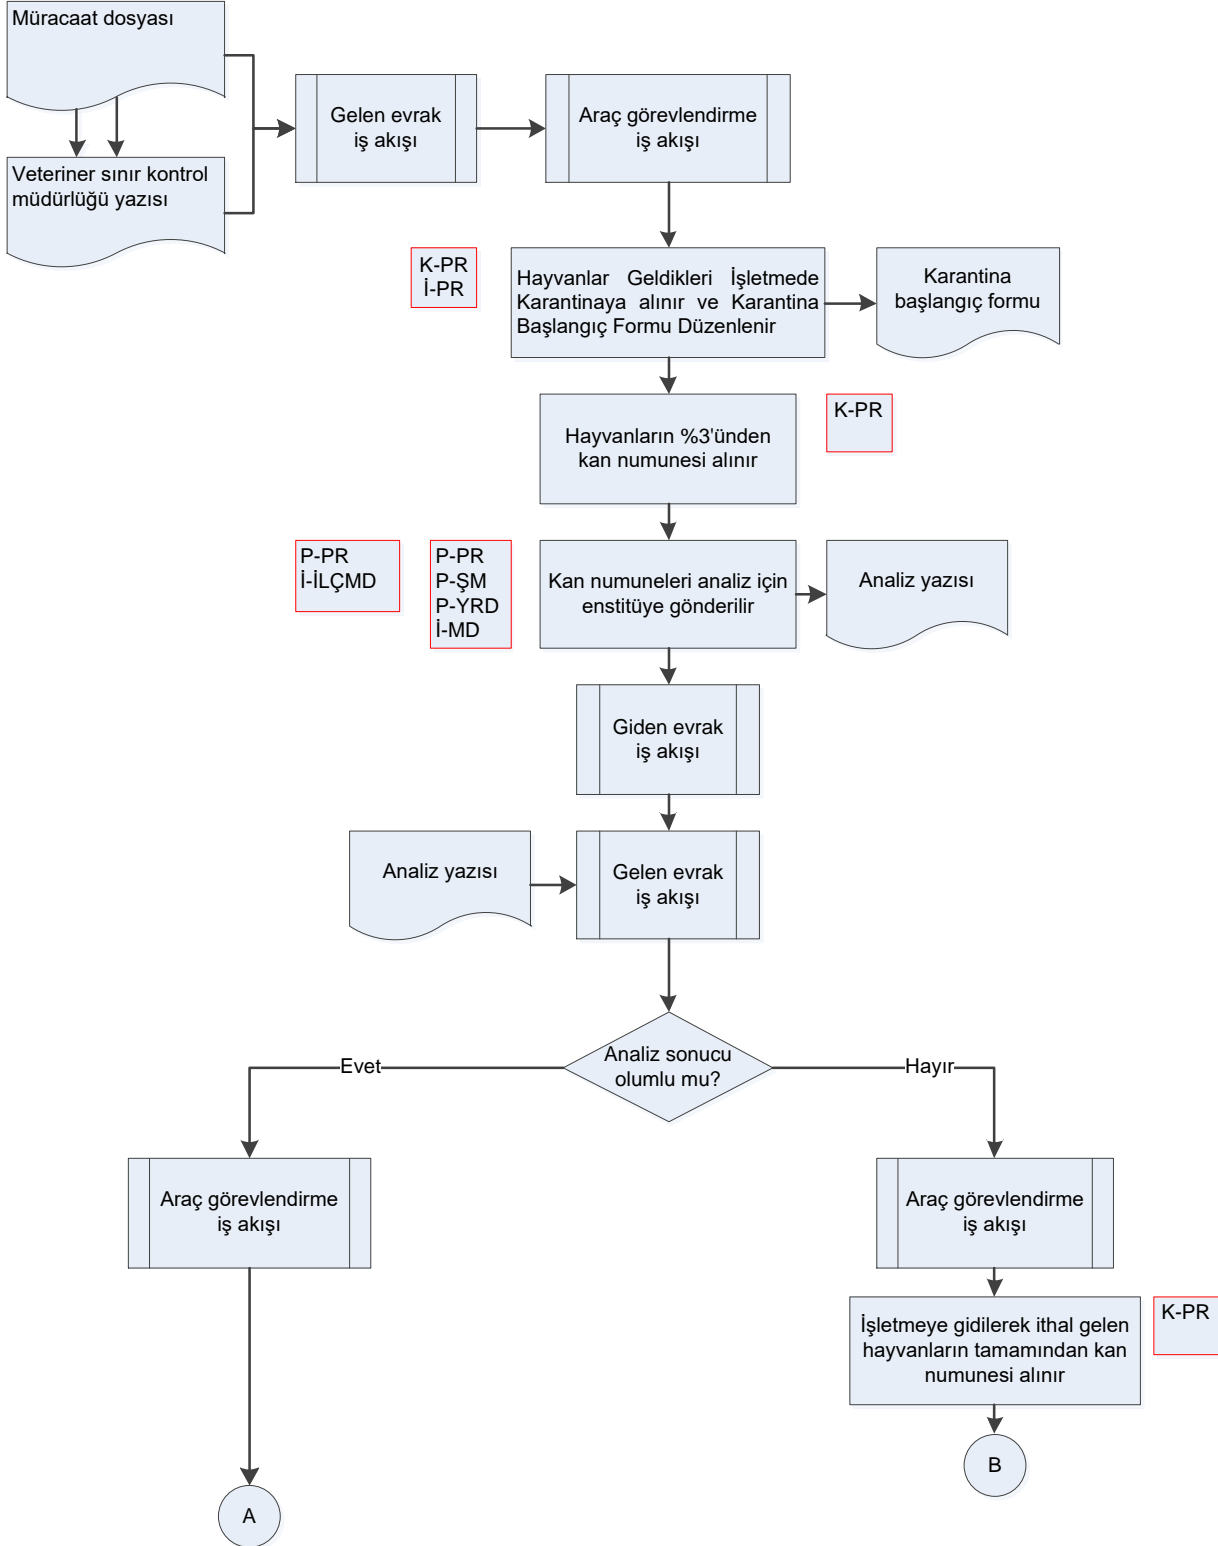 Müracaat dosyası
Veteriner sınır kontrol
müdürlüğü yazısı
Gelen evrak
iş akışı
Araç görevlendirme
iş akışı
K-PR
İ-PR
Hayvanlar Geldikleri İşletmede
Karantinaya alınır ve Karantina
Başlangıç Formu Düzenlenir
Karantina
başlangıç formu
Hayvanların %3'ünden
kan numunesi alınır
K-PR
P-PR
İ-İLÇMD
P-PR
P-ŞM
P-YRD
İ-MD
Kan numuneleri analiz için
enstitüye gönderilir
Analiz yazısı
Giden evrak
iş akışı
Analiz yazısı
Gelen evrak
iş akışı
Analiz sonucu
olumlu mu?
Evet
Hayır
Araç görevlendirme
iş akışı
Araç görevlendirme
iş akışı
İşletmeye gidilerek ithal gelen
hayvanların tamamından kan
numunesi alınır
K-PR
B
A